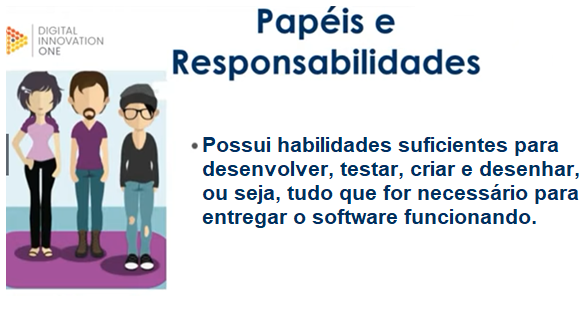 DIGITAL
INNOVATION
ONE
Papéis e
Responsabilidades
• Possui habilidades suficientes para
desenvolver, testar, criar e desenhar,
ou seja, tudo que for necessário para
entregar o software funcionando.